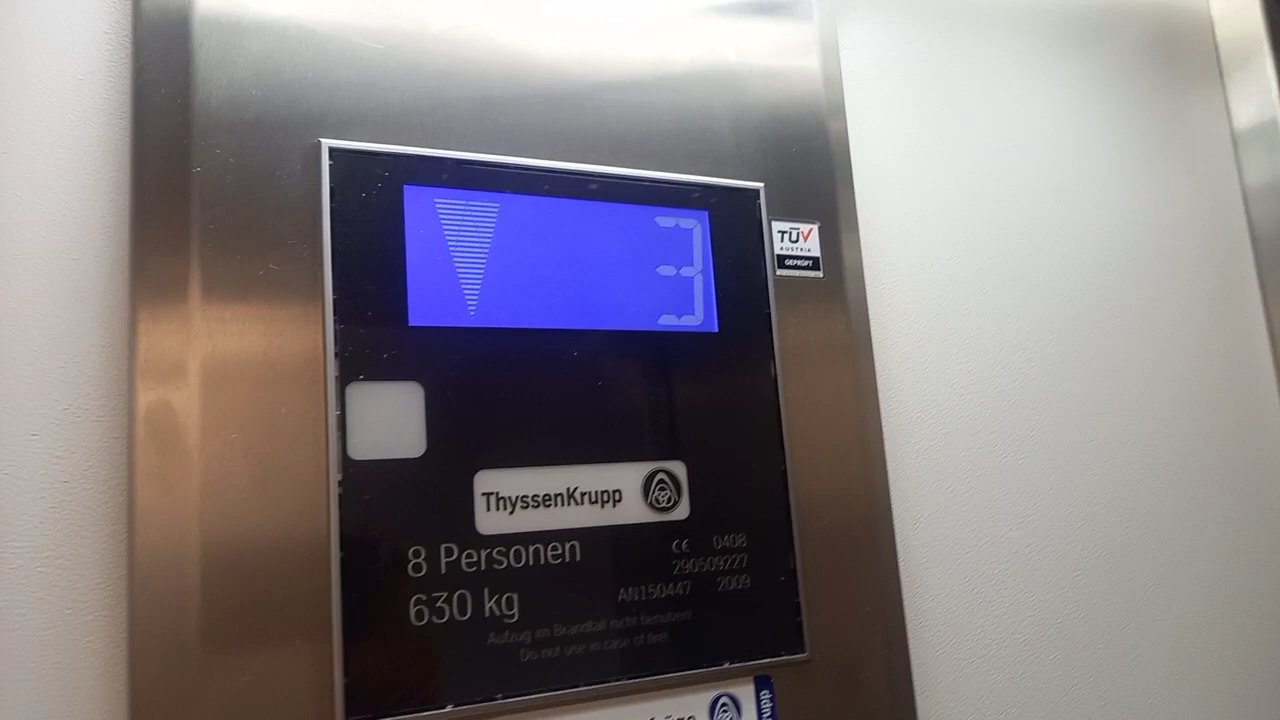 3
TÜV
AUSTRIA
GEPRÜFT
ThyssenKrupp
8 Personen
630 kg
CE 0408
290509227
AN150447 2009
Aufzug im Brandfall nicht benutzen!
Do not use in case of fire!